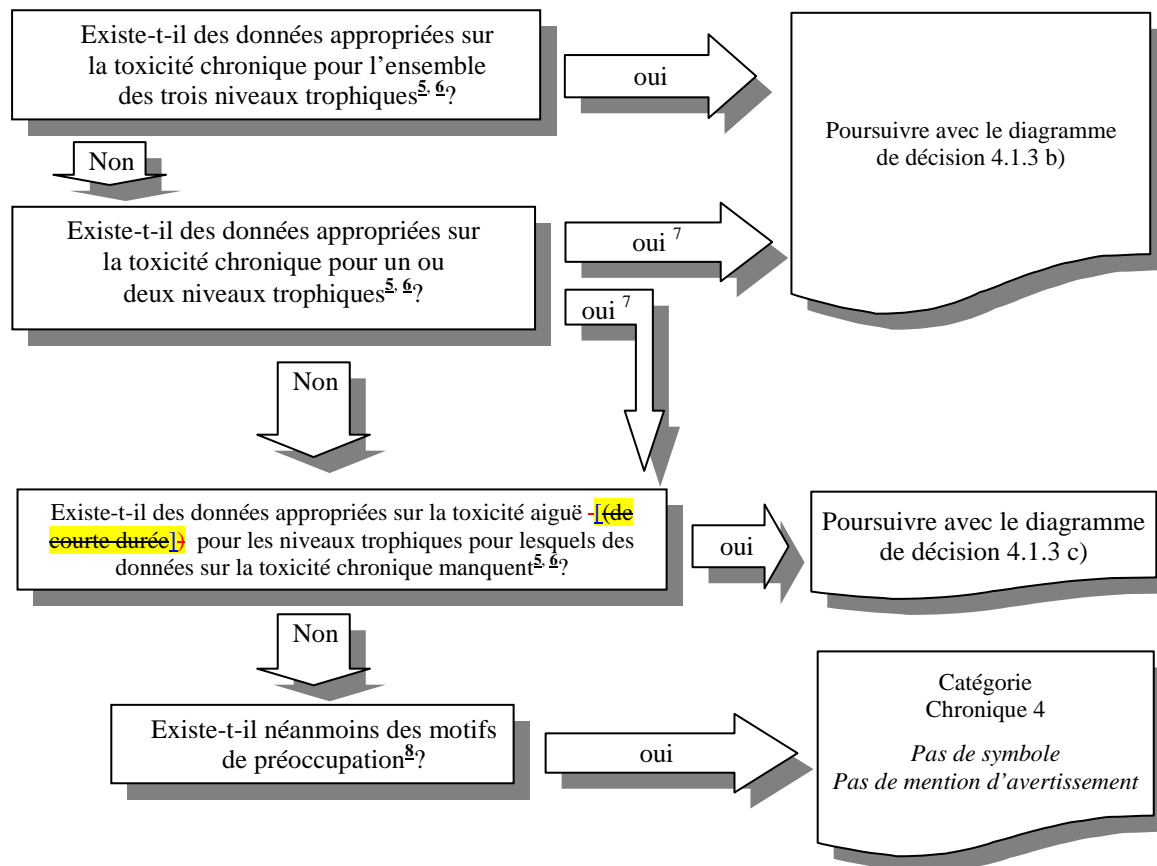 Existe-t-il des données appropriées sur
la toxicité chronique pour l'ensemble
des trois niveaux trophiques5, 6?
oui
Poursuivre avec le diagramme
de décision 4.1.3 b)
Non
Existe-t-il des données appropriées sur
la toxicité chronique pour un ou
deux niveaux trophiques5, 6?
oui 7
oui 7
Non
Existe-t-il des données appropriées sur la toxicité aiguë -[(de
courte durée]) pour les niveaux trophiques pour lesquels des
données sur la toxicité chronique manquent5, 6?
oui
Poursuivre avec le diagramme
de décision 4.1.3 c)
Non
Existe-t-il néanmoins des motifs
de préoccupation8?
oui
Catégorie
Chronique 4
Pas de symbole
Pas de mention d'avertissement